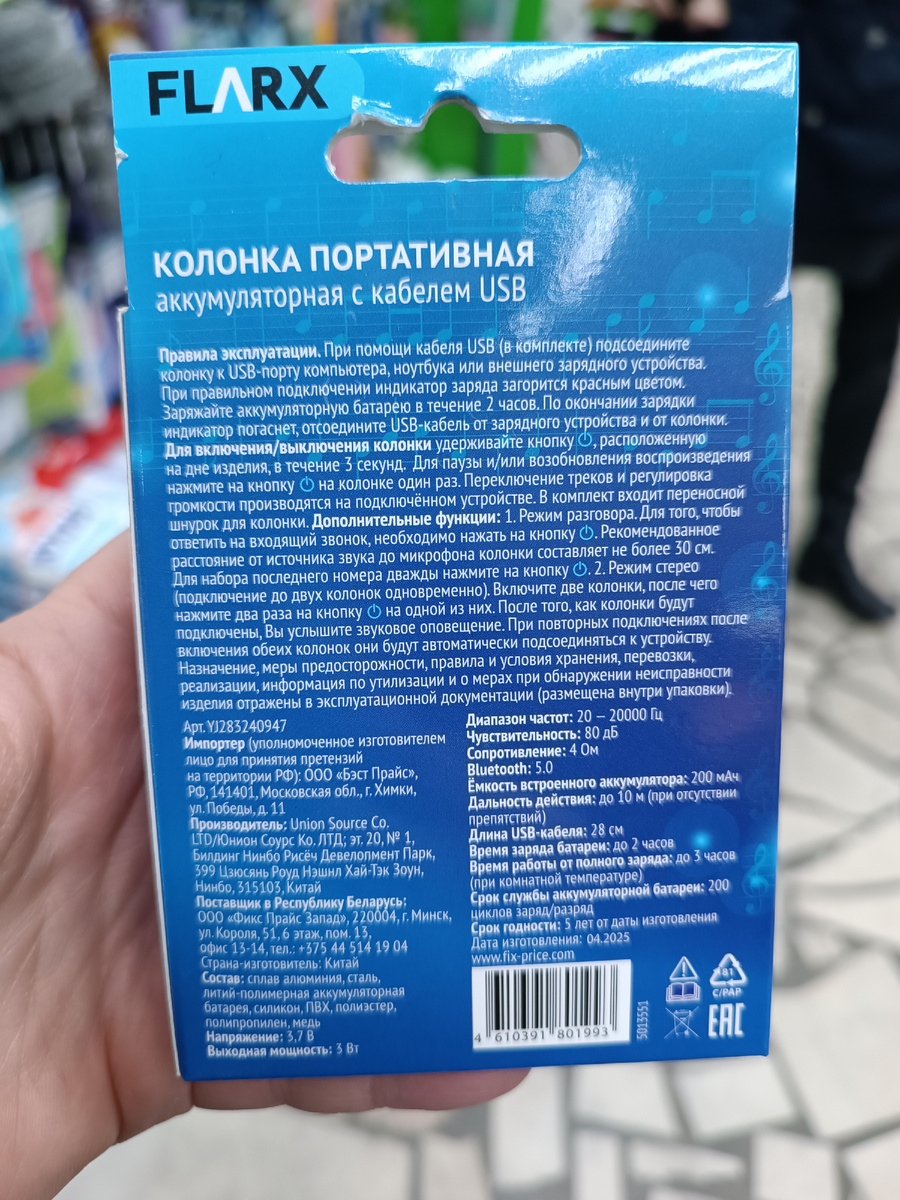 FLARX
КОЛОНКА ПОРТАТИВНАЯ
аккумуляторная с кабелем USB
Правила эксплуатации. При помощи кабеля USB (в комплекте) подсоедините
колонку к USB-порту компьютера, ноутбука или внешнего зарядного устройства.
При правильном подключении индикатор заряда загорится красным цветом.
Заряжайте аккумуляторную батарею в течение 2 часов. По окончании зарядки
индикатор погаснет, отсоедините USB-кабель от зарядного устройства и от колонки.
Для включения/выключения колонки удерживайте кнопку ⏻, расположенную
на дне изделия, в течение 3 секунд. Для паузы и/или возобновления воспроизведения
нажмите на кнопку ⏻ на колонке один раз. Переключение треков и регулировка
громкости производятся на подключённом устройстве. В комплект входит переносной
шнурок для колонки. Дополнительные функции: 1. Режим разговора. Для того, чтобы
ответить на входящий звонок, необходимо нажать на кнопку ⏻. Рекомендованное
расстояние от источника звука до микрофона колонки составляет не более 30 см.
Для набора последнего номера дважды нажмите на кнопку ⏻. 2. Режим стерео
(подключение до двух колонок одновременно). Включите две колонки, после чего
нажмите два раза на кнопку ⏻ на одной из них. После того, как колонки будут
подключены, Вы услышите звуковое оповещение. При повторных подключениях после
включения обеих колонок они будут автоматически подсоединяться к устройству.
Назначение, меры предосторожности, правила и условия хранения, перевозки,
реализации, информация по утилизации и о мерах при обнаружении неисправности
изделия отражены в эксплуатационной документации (размещена внутри упаковки).
Арт. YJ283240947
Импортер (уполномоченное изготовителем
лицо для принятия претензий
на территории РФ): ООО «Бэст Прайс»,
РФ, 141401, Московская обл., г. Химки,
ул. Победы, д. 11
Производитель: Union Source Co.
LTD/Юнион Соурс Ко. ЛТД; эт. 20, № 1,
Билдинг Нинбо Рисёч Девелопмент Парк,
399 Цзюсянь Роуд Нэшнл Хай-Тэк Зоун,
Нинбо, 315103, Китай
Поставщик в Республику Беларусь:
ООО «Фикс Прайс Запад», 220004, г. Минск,
ул. Короля, 51, 6 этаж, пом. 13,
офис 13-14, тел.: +375 44 514 19 04
Страна-изготовитель: Китай
Состав: сплав алюминия, сталь,
литий-полимерная аккумуляторная
батарея, силикон, ПВХ, полиэстер,
полипропилен, медь
Напряжение: 3,7 В
Выходная мощность: 3 Вт
Диапазон частот: 20 — 20000 Гц
Чувствительность: 80 дБ
Сопротивление: 4 Ом
Bluetooth: 5.0
Ёмкость встроенного аккумулятора: 200 мАч
Дальность действия: до 10 м (при отсутствии
препятствий)
Длина USB-кабеля: 28 см
Время заряда батареи: до 2 часов
Время работы от полного заряда: до 3 часов
(при комнатной температуре)
Срок службы аккумуляторной батареи: 200
циклов заряд/разряд
Срок годности: 5 лет от даты изготовления
Дата изготовления: 04.2025
www.fix-price.com
4 610391 801993
5013551
81
C/PAP
EAC